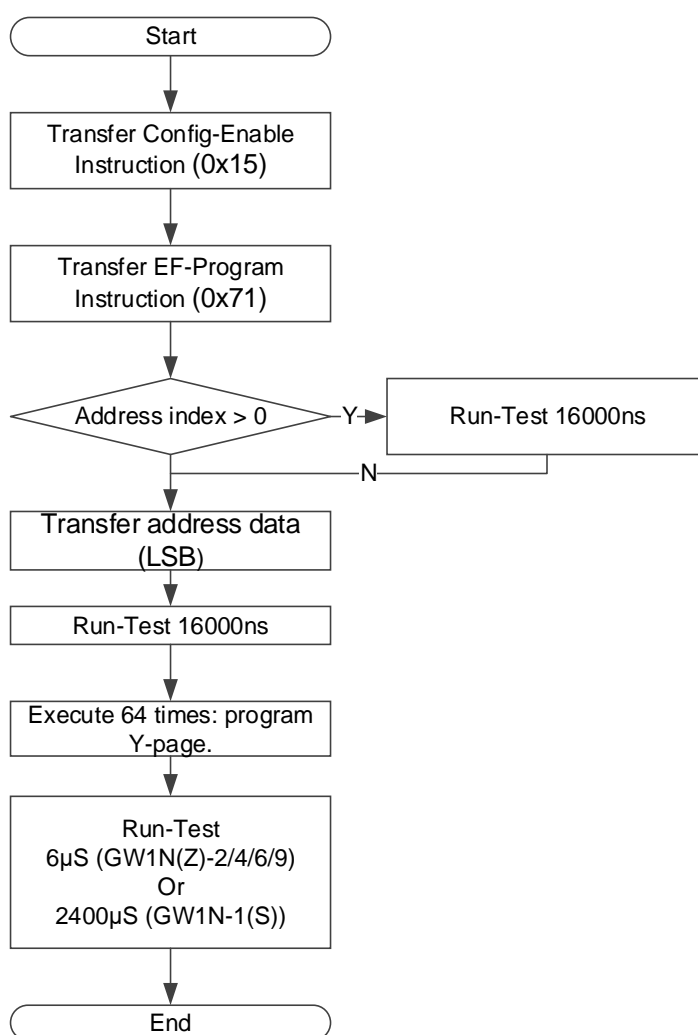 Start
Transfer Config-Enable
Instruction (0x15)
Transfer EF-Program
Instruction (0x71)
Address index > 0
Y
Run-Test 16000ns
N
Transfer address data
(LSB)
Run-Test 16000ns
Execute 64 times: program
Y-page.
Run-Test
6µS (GW1N(Z)-2/4/6/9)
Or
2400µS (GW1N-1(S))
End